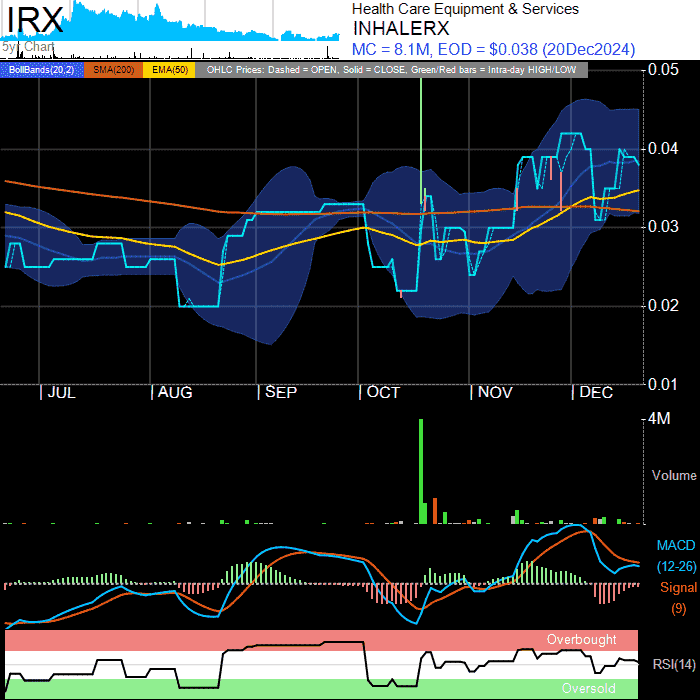 IRX
5yr Chart
Health Care Equipment & Services
INHALERX
MC = 8.1M, EOD = $0.038 (20Dec2024)
BollBands(20,2) SMA(200) EMA(50) OHLC Prices: Dashed = OPEN, Solid = CLOSE, Green/Red bars = Intra-day HIGH/LOW
0.05
0.04
0.03
0.02
0.01
JUL AUG SEP OCT NOV DEC
4M
Volume
MACD
(12-26)
Signal
(9)
Overbought
RSI(14)
Oversold